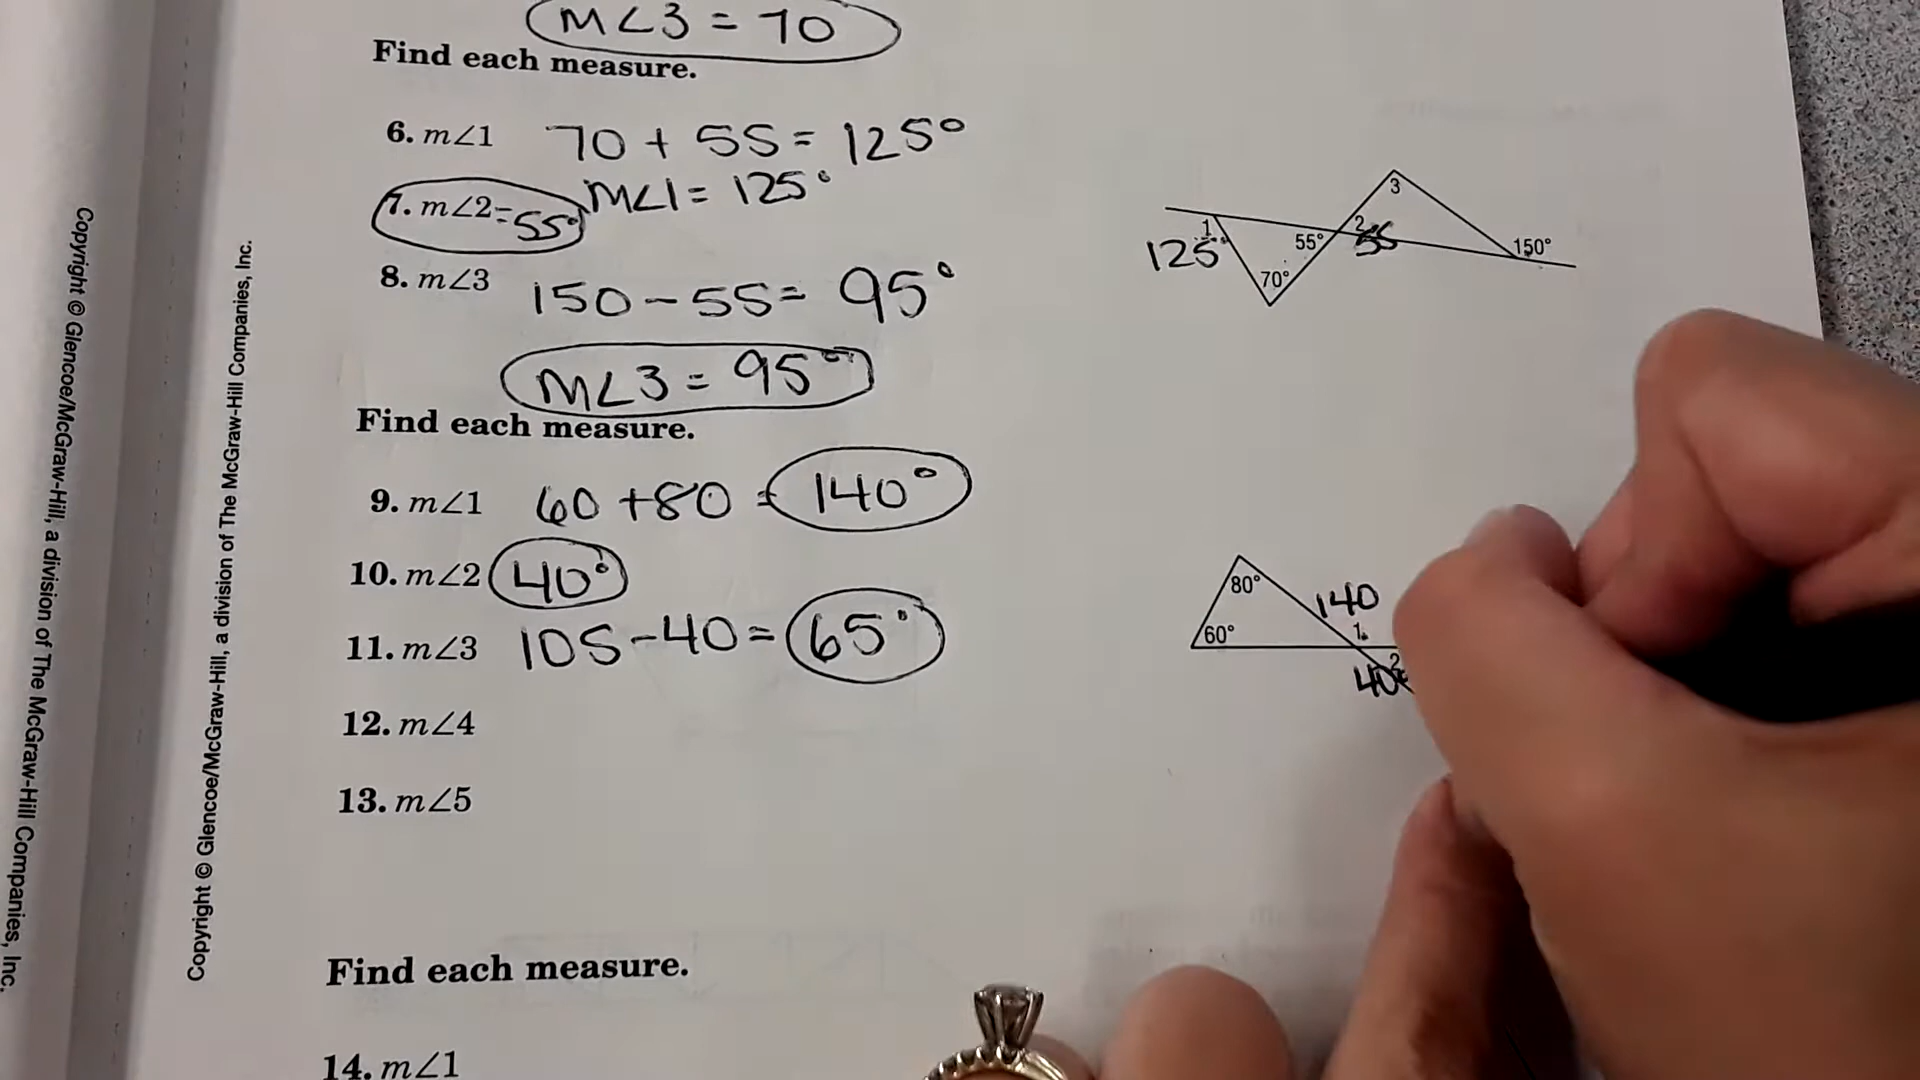 m∠3 = 70
Find each measure.
6. m∠1 70 + 55 = 125°
m∠1 = 125°
7. m∠2 = 55°
8. m∠3 150 - 55 = 95°
m∠3 = 95°
1
125°
55°
70°
2
55
3
150°
Find each measure.
9. m∠1 60 + 80 = 140°
10. m∠2 40°
11. m∠3 105 - 40 = 65°
12. m∠4
13. m∠5
80°
60°
140
1
2
40
Find each measure.
14. m∠1
Copyright © Glencoe/McGraw-Hill, a division of The McGraw-Hill Companies, Inc.
Copyright © Glencoe/McGraw-Hill, a division of The McGraw-Hill Companies, Inc.